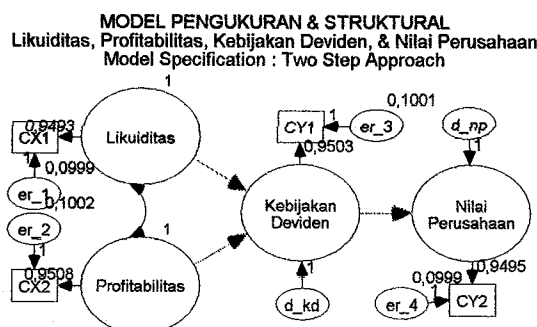 MODEL PENGUKURAN & STRUKTURAL
Likuiditas, Profitabilitas, Kebijakan Deviden, & Nilai Perusahaan
Model Specification : Two Step Approach
1
0,9493
CX1
Likuiditas
1
0,0999
er_1
0,1002
er_2
1
0,9508
CX2
1
Profitabilitas
CY1
1
er_3
0,1001
0,9503
Kebijakan
Deviden
1
d_kd
d_np
1
Nilai
Perusahaan
0,9495
0,0999
er_4
1
CY2